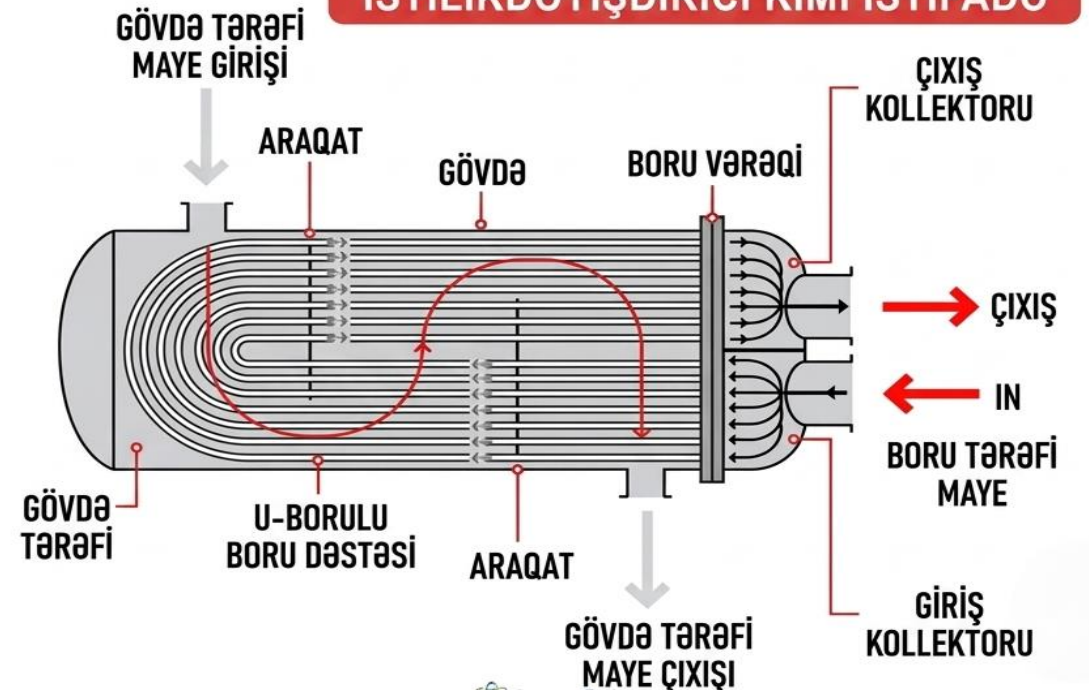 GÖVDƏ TƏRƏFİ
MAYE GİRİŞİ
ARAQAT
GÖVDƏ
BORU VƏRƏQİ
ÇIXIŞ
KOLLEKTORU
ÇIXIŞ
IN
BORU TƏRƏFİ
MAYE
GÖVDƏ
TƏRƏFİ
U-BORULU
BORU DƏSTƏSİ
ARAQAT
GÖVDƏ TƏRƏFİ
MAYE ÇIXIŞI
GİRİŞ
KOLLEKTORU